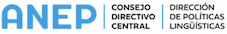 ANEP
CONSEJO
DIRECTIVO
CENTRAL
DIRECCIÓN
DE POLÍTICAS
LINGÜÍSTICAS